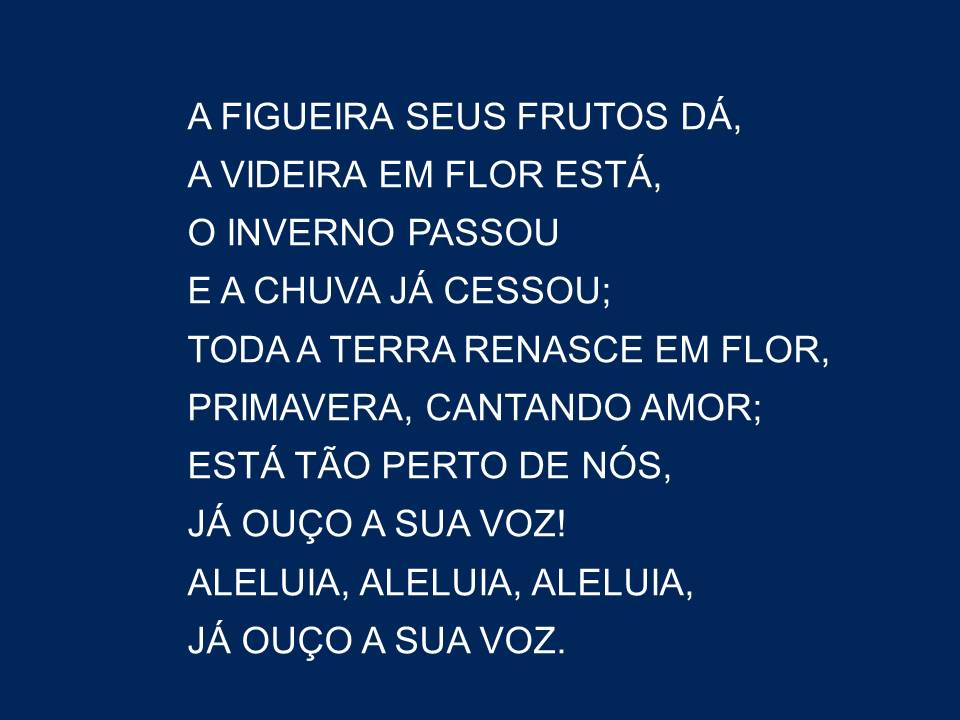 A FIGUEIRA SEUS FRUTOS DÁ,
A VIDEIRA EM FLOR ESTÁ,
O INVERNO PASSOU
E A CHUVA JÁ CESSOU;
TODA A TERRA RENASCE EM FLOR,
PRIMAVERA, CANTANDO AMOR;
ESTÁ TÃO PERTO DE NÓS,
JÁ OUÇO A SUA VOZ!
ALELUIA, ALELUIA, ALELUIA,
JÁ OUÇO A SUA VOZ.